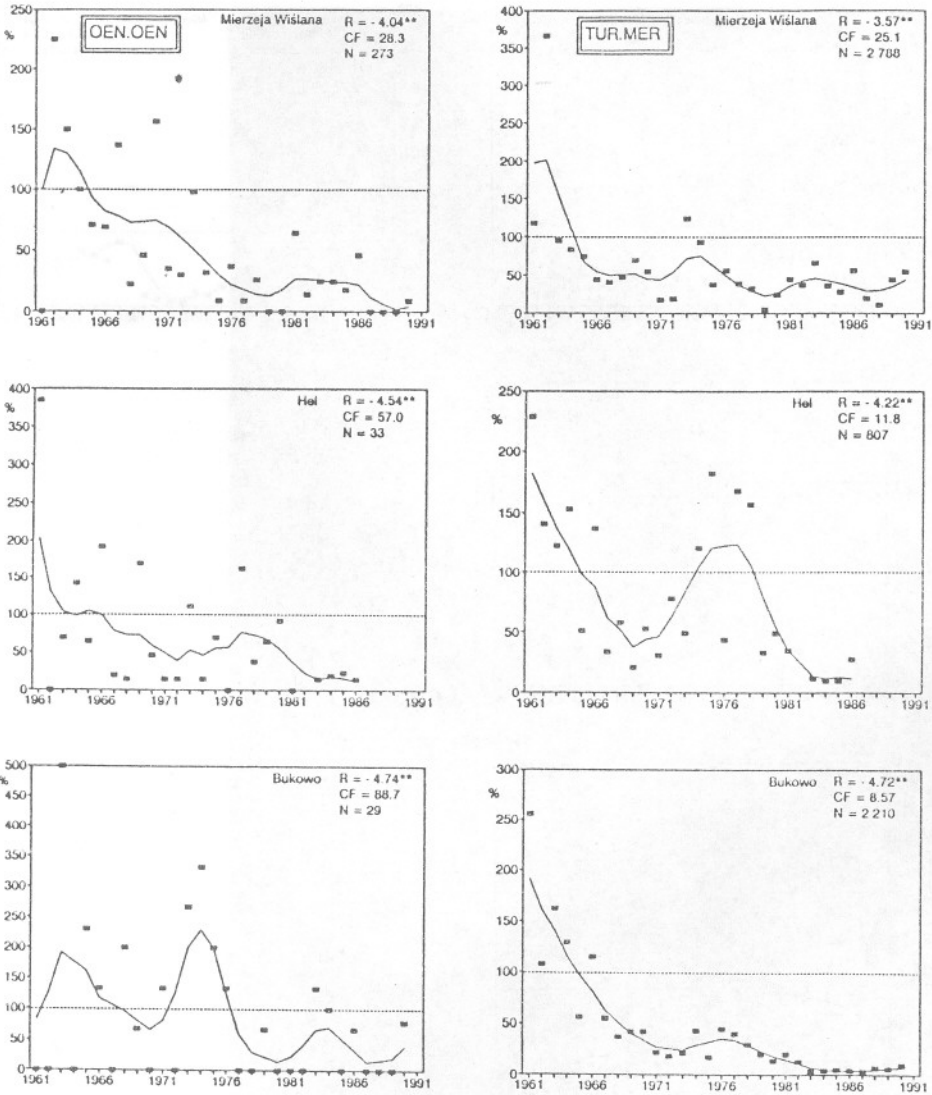 OEN.OEN
Mierzeja Wiślana
R = - 4.04**
CF = 28.3
N = 273
%
250
200
150
100
50
0
1961 1966 1971 1976 1981 1986 1991
TUR.MER
Mierzeja Wiślana
R = - 3.57**
CF = 25.1
N = 2 788
%
400
350
300
250
200
150
100
50
0
1961 1966 1971 1976 1981 1986 1991
Hel
R = - 4.54**
CF = 57.0
N = 33
%
400
350
300
250
200
150
100
50
0
1961 1966 1971 1976 1981 1986 1991
Hel
R = - 4.22**
CF = 11.8
N = 807
%
250
200
150
100
50
0
1961 1966 1971 1976 1981 1986 1991
Bukowo
R = - 4.74**
CF = 88.7
N = 29
%
500
450
400
350
300
250
200
150
100
50
0
1961 1966 1971 1976 1981 1986 1991
Bukowo
R = - 4.72**
CF = 8.57
N = 2 210
%
300
250
200
150
100
50
0
1961 1966 1971 1976 1981 1986 1991